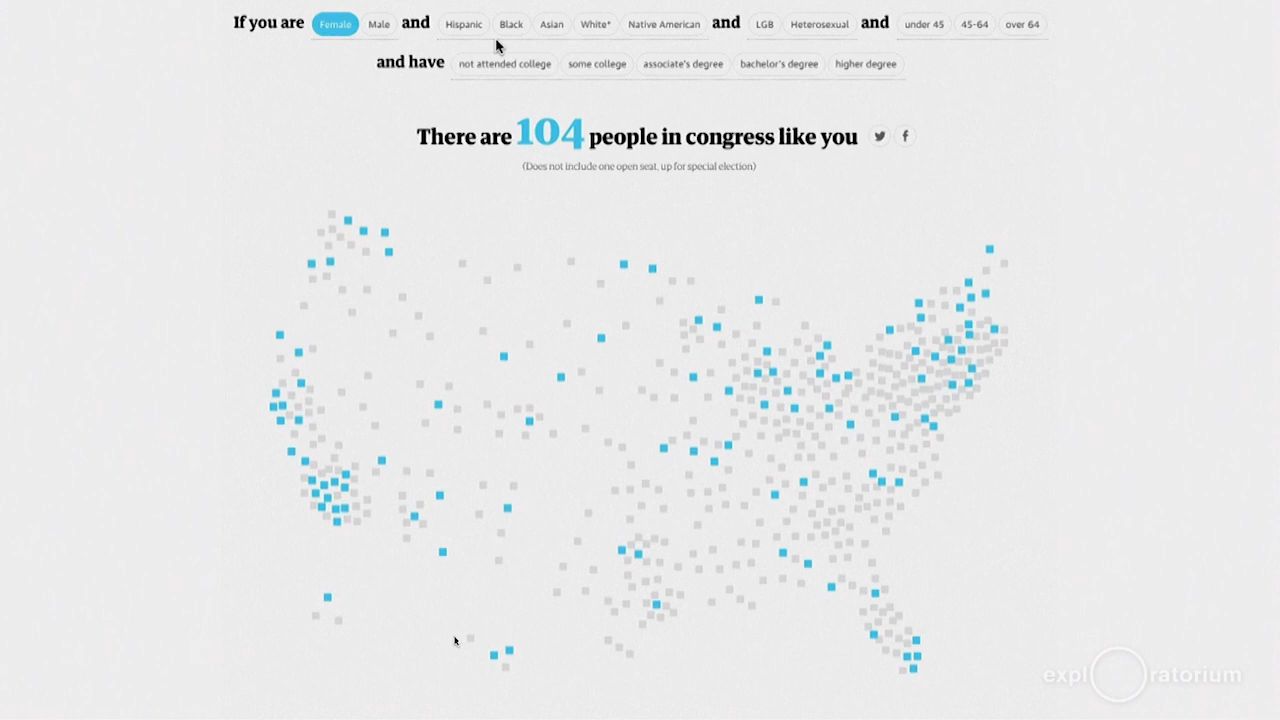 If you are Female Male and Hispanic Black Asian White* Native American and LGB Heterosexual and under 45 45-64 over 64
and have not attended college some college associate's degree bachelor's degree higher degree
There are 104 people in congress like you
(Does not include one open seat, up for special election)
expl ratorium